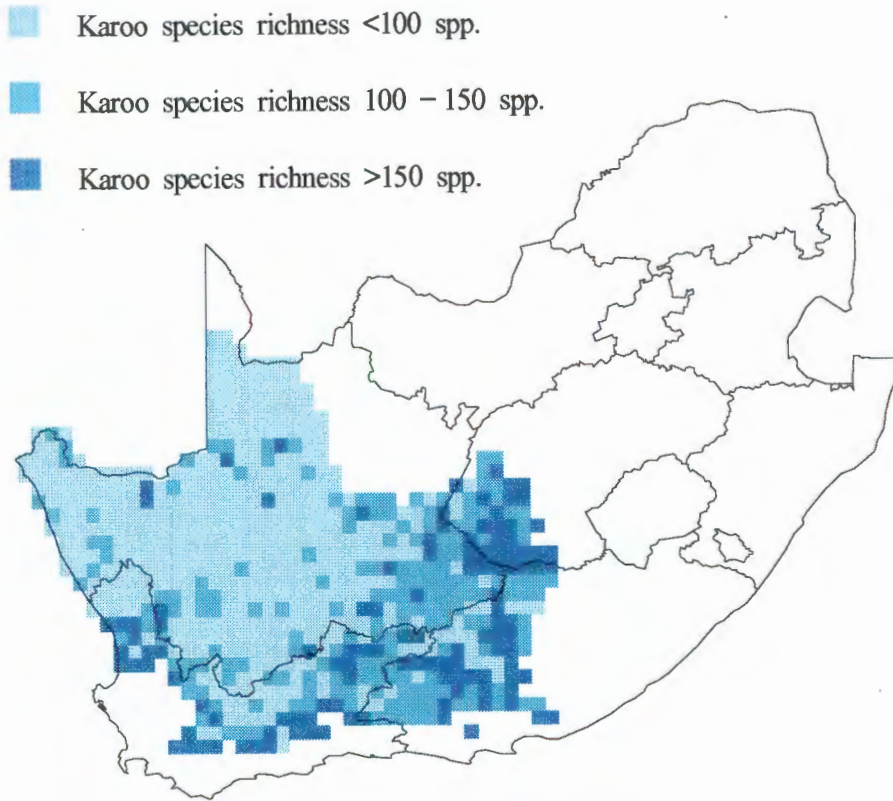 Karoo species richness <100 spp.
Karoo species richness 100 – 150 spp.
Karoo species richness >150 spp.